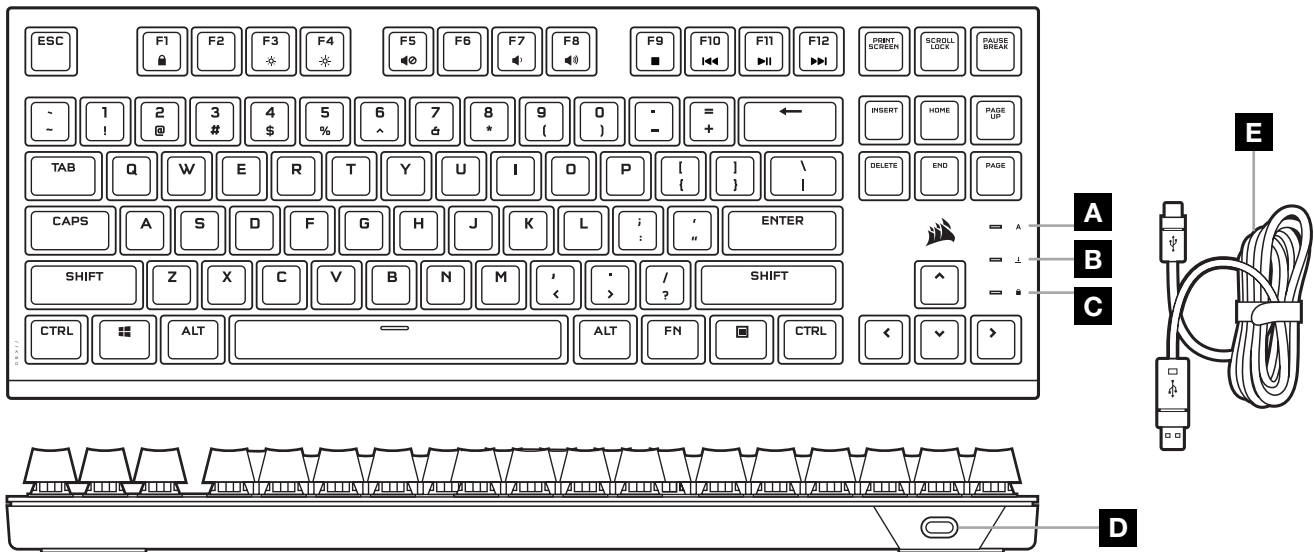 ESC F1 F2 F3 F4 F5 F6 F7 F8 F9 F10 F11 F12 PRINT SCREEN SCROLL LOCK PAUSE BREAK
` 1 2 3 4 5 6 7 8 9 0 - = INSERT HOME PAGE UP
~ ! @ # $ % ^ & * ( ) _ +
TAB Q W E R T Y U I O P [ ] \ DELETE END PAGE
{ } |
CAPS A S D F G H J K L ; ' ENTER A A
: "
SHIFT Z X C V B N M , . / SHIFT B
< > ? C
CTRL ALT ALT FN CTRL
E
D